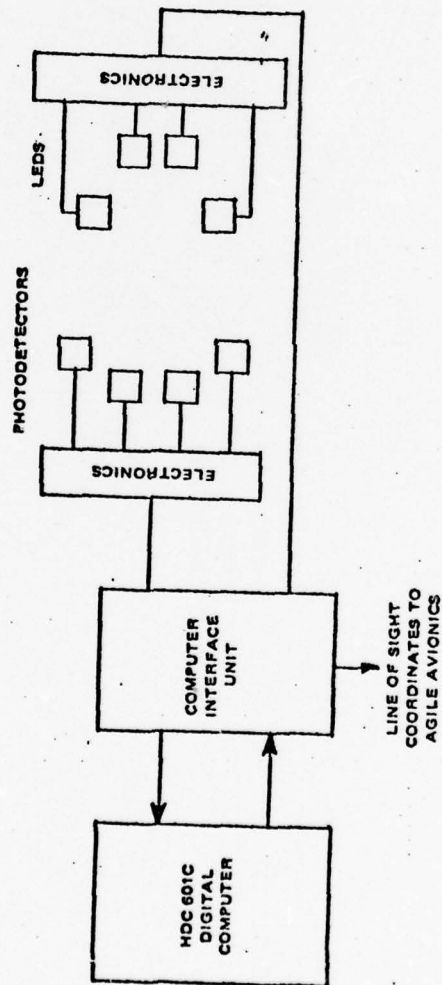 HDC 601C
DIGITAL
COMPUTER
COMPUTER
INTERFACE
UNIT
LINE OF SIGHT
COORDINATES TO
AGILE AVIONICS
ELECTRONICS
PHOTODETECTORS
LEDS
ELECTRONICS